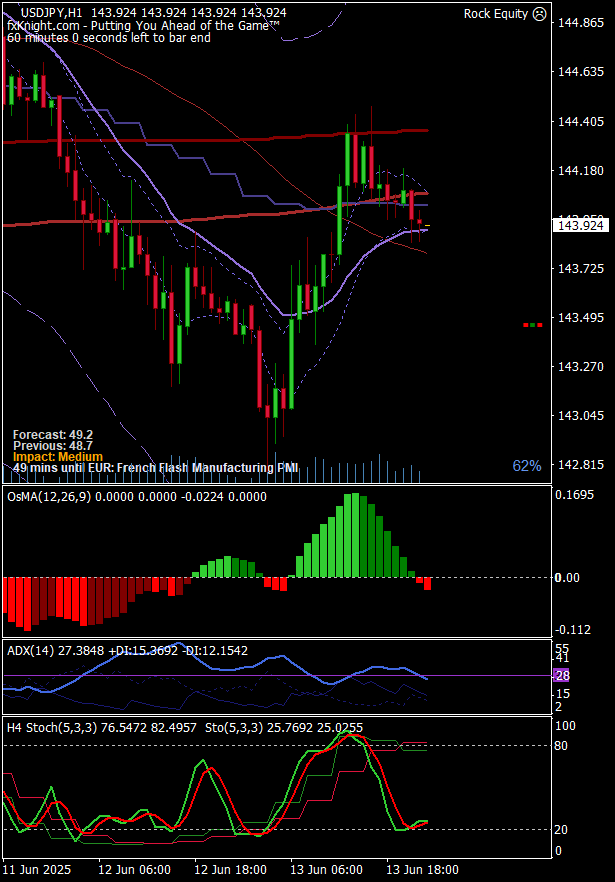 USDJPY,H1 143.924 143.924 143.924 143.924
Rock Equity
fxKnight.com - Putting You Ahead of the Game™
60 minutes 0 seconds left to bar end
144.865
144.635
144.405
144.180
143.924
143.725
143.495
143.270
143.045
142.815
Forecast: 49.2
Previous: 48.7
Impact: Medium
49 mins until EUR: French Flash Manufacturing PMI
62%
OsMA(12,26,9) 0.0000 0.0000 -0.0224 0.0000
0.1695
0.00
-0.112
ADX(14) 27.3848 +DI:15.3692 -DI:12.1542
55
41
28
15
2
H4 Stoch(5,3,3) 76.5472 82.4957 Sto(5,3,3) 25.7692 25.0255
100
80
20
0
11 Jun 2025 12 Jun 06:00 12 Jun 18:00 13 Jun 06:00 13 Jun 18:00